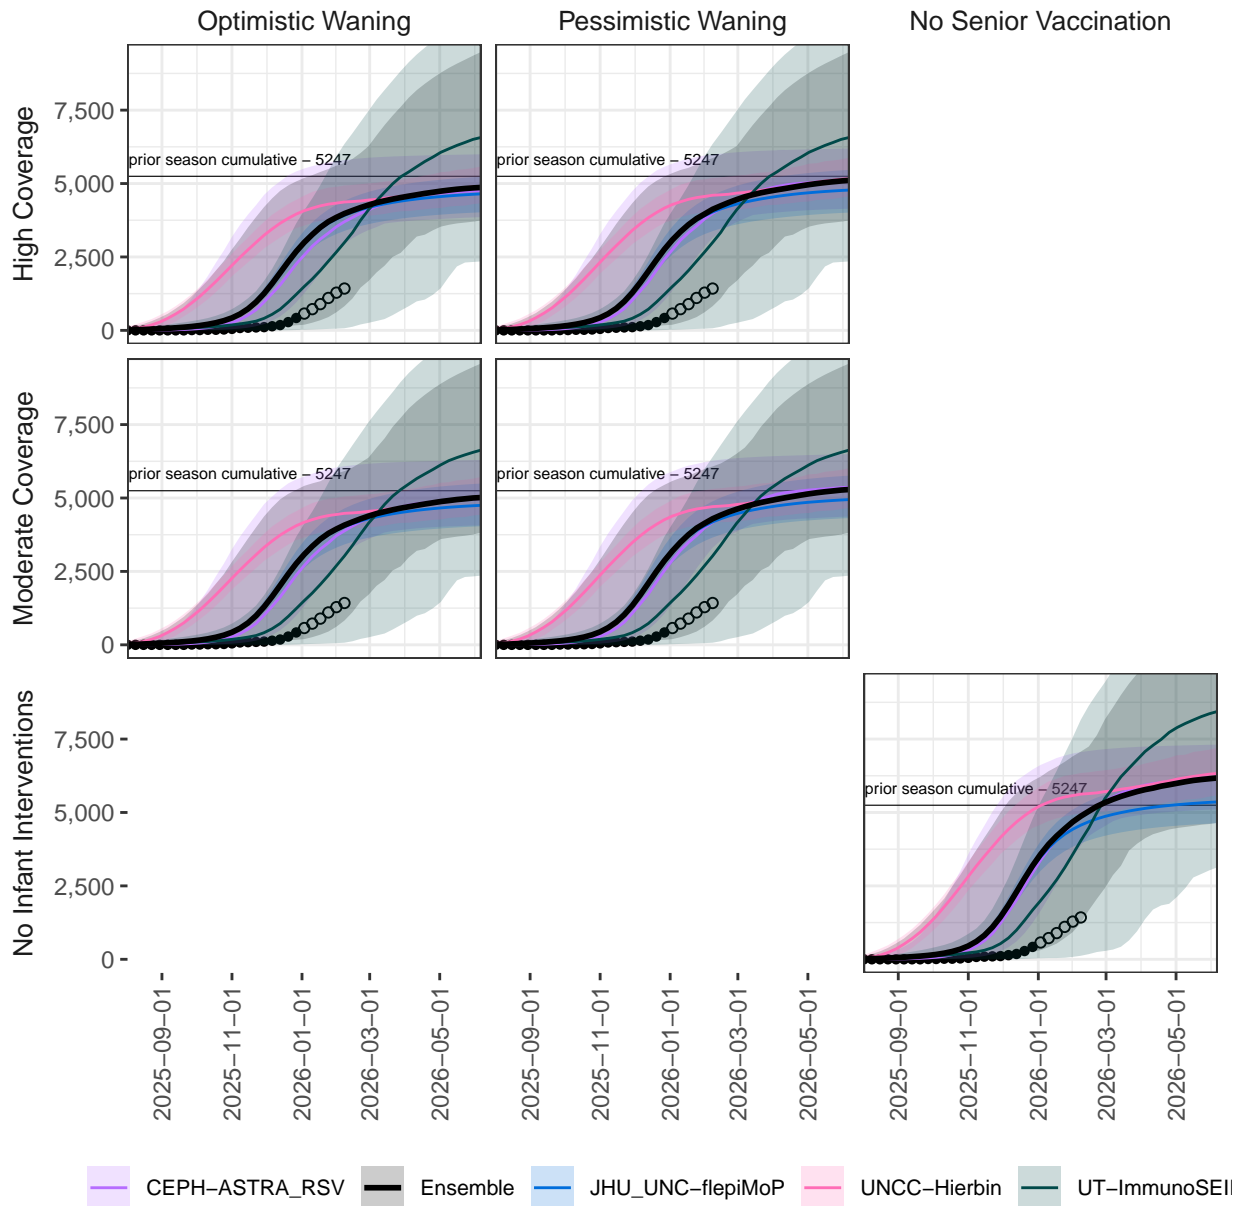 Optimistic Waning
Pessimistic Waning
No Senior Vaccination
High Coverage
7,500
5,000
2,500
0
prior season cumulative − 5247
prior season cumulative − 5247
Moderate Coverage
7,500
5,000
2,500
0
prior season cumulative − 5247
prior season cumulative − 5247
No Infant Interventions
7,500
5,000
2,500
0
prior season cumulative − 5247
2025−09−01
2025−11−01
2026−01−01
2026−03−01
2026−05−01
2025−09−01
2025−11−01
2026−01−01
2026−03−01
2026−05−01
2025−09−01
2025−11−01
2026−01−01
2026−03−01
2026−05−01
CEPH−ASTRA_RSV
Ensemble
JHU_UNC−flepiMoP
UNCC−Hierbin